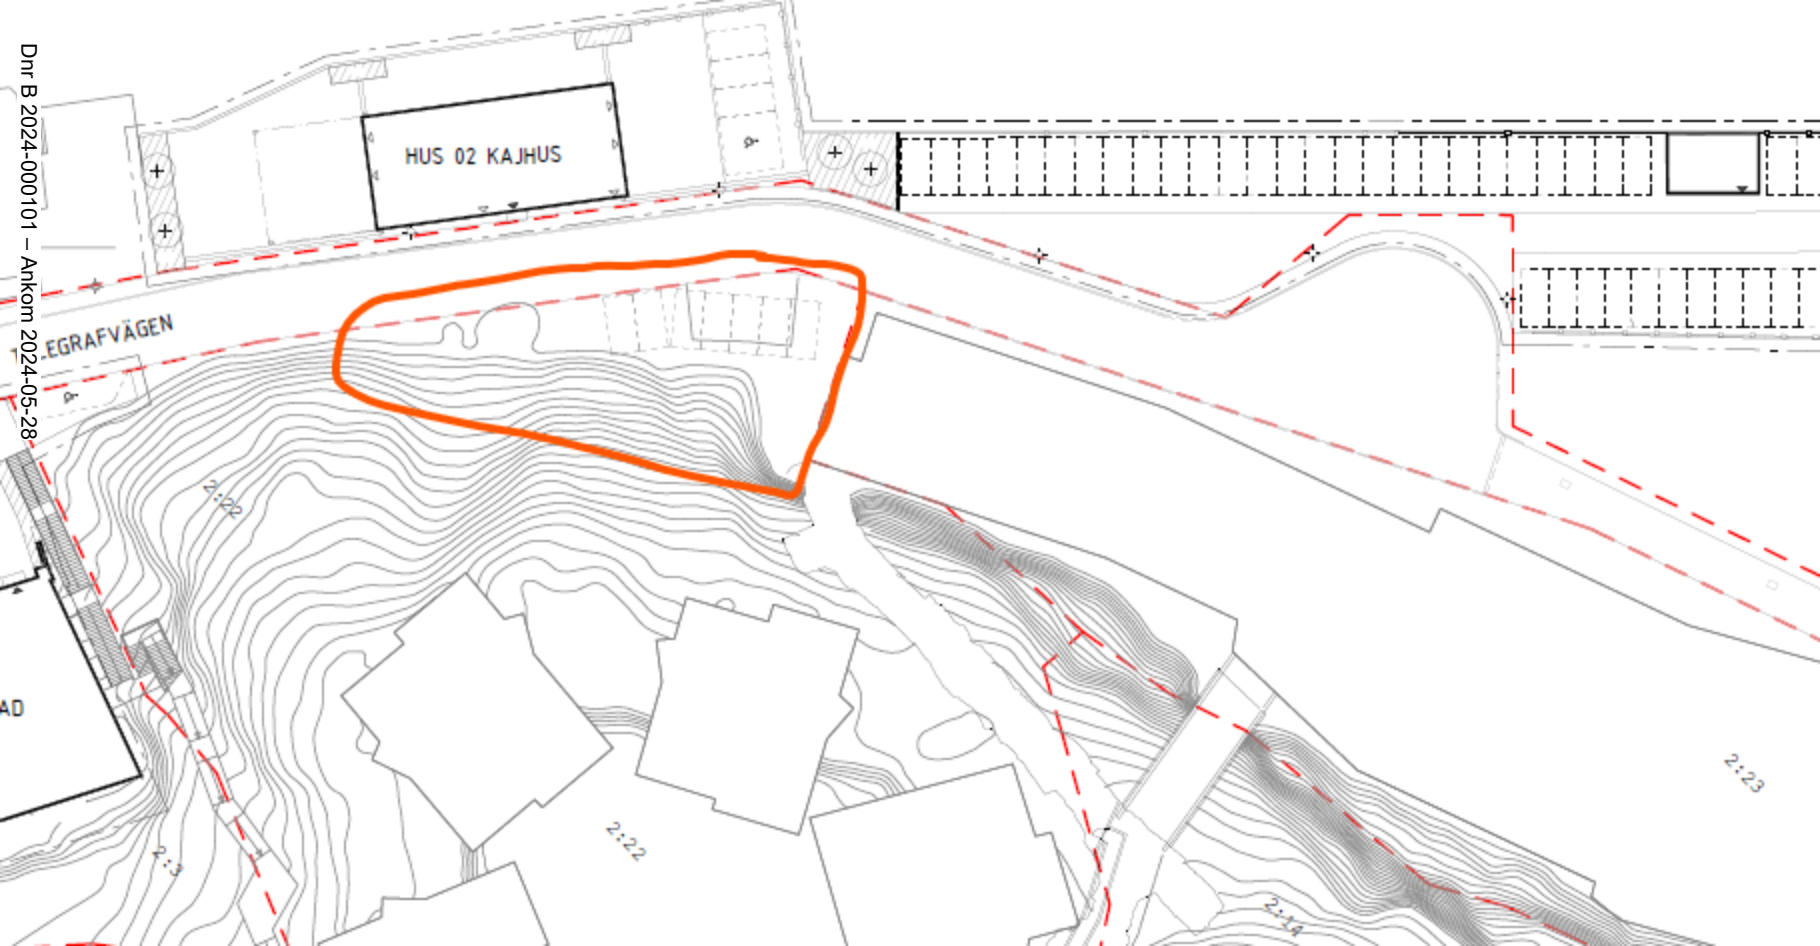 Dnr B 2024-000101 – Ankom 2024-05-28
HUS 02 KAJHUS
LEGRAFVÄGEN
2:22
AD
2:22
2:3
2:23
2:14